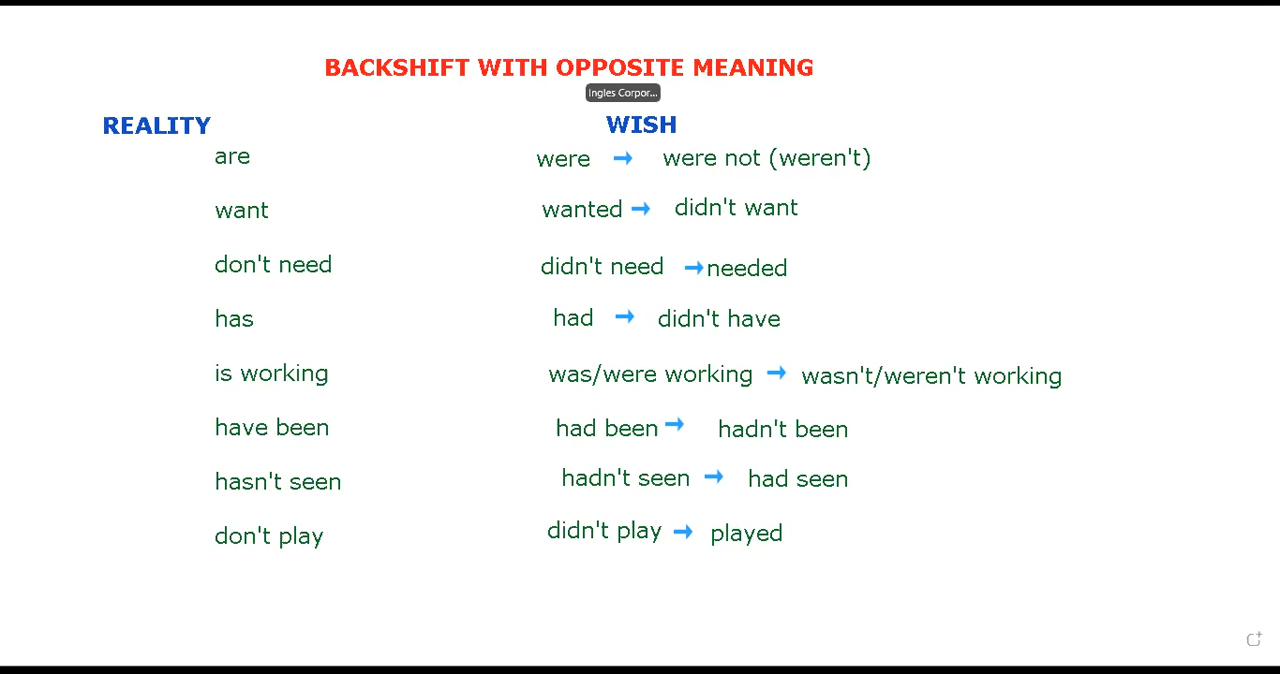 BACKSHIFT WITH OPPOSITE MEANING
Ingles Corpor...
REALITY WISH
are were → were not (weren't)
want wanted → didn't want
don't need didn't need → needed
has had → didn't have
is working was/were working → wasn't/weren't working
have been had been → hadn't been
hasn't seen hadn't seen → had seen
don't play didn't play → played